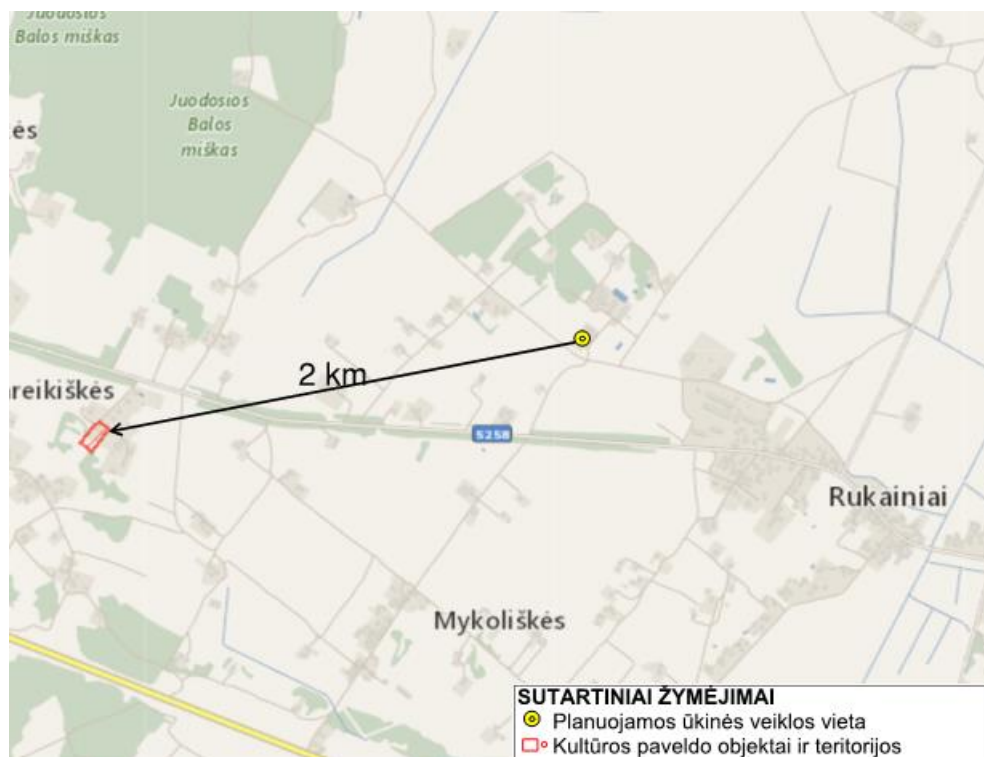 Juodosios
Balos miškas
Juodosios
Balos
miškas
ės
2 km
reikiškės
5258
Rukainiai
Mykoliškės
SUTARTINIAI ŽYMĖJIMAI
Planuojamos ūkinės veiklos vieta
Kultūros paveldo objektai ir teritorijos